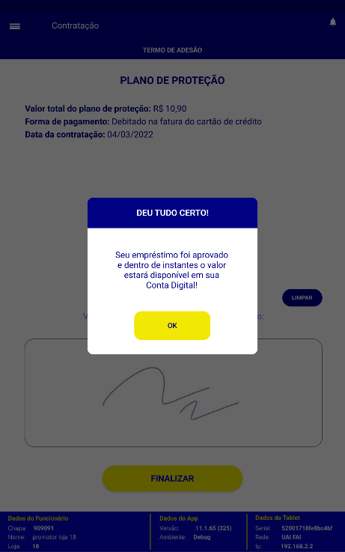 Contratação
TERMO DE ADESÃO
PLANO DE PROTEÇÃO
Valor total do plano de proteção: R$ 10,90
Forma de pagamento: Debitado na fatura do cartão de crédito
Data da contratação: 04/03/2022
DEU TUDO CERTO!
Seu empréstimo foi aprovado
e dentro de instantes o valor
estará disponível em sua
Conta Digital!
OK
LIMPAR
FINALIZAR
Dados do Funcionário
Chapa: 909091
Nome: promotor loja 18
Loja: 18
Dados do App
Versão: 11.1.65 (325)
Ambiente: Debug
Dados do Tablet
Serial:
Rede: UAI FAI
Ip: 192.168.2.2